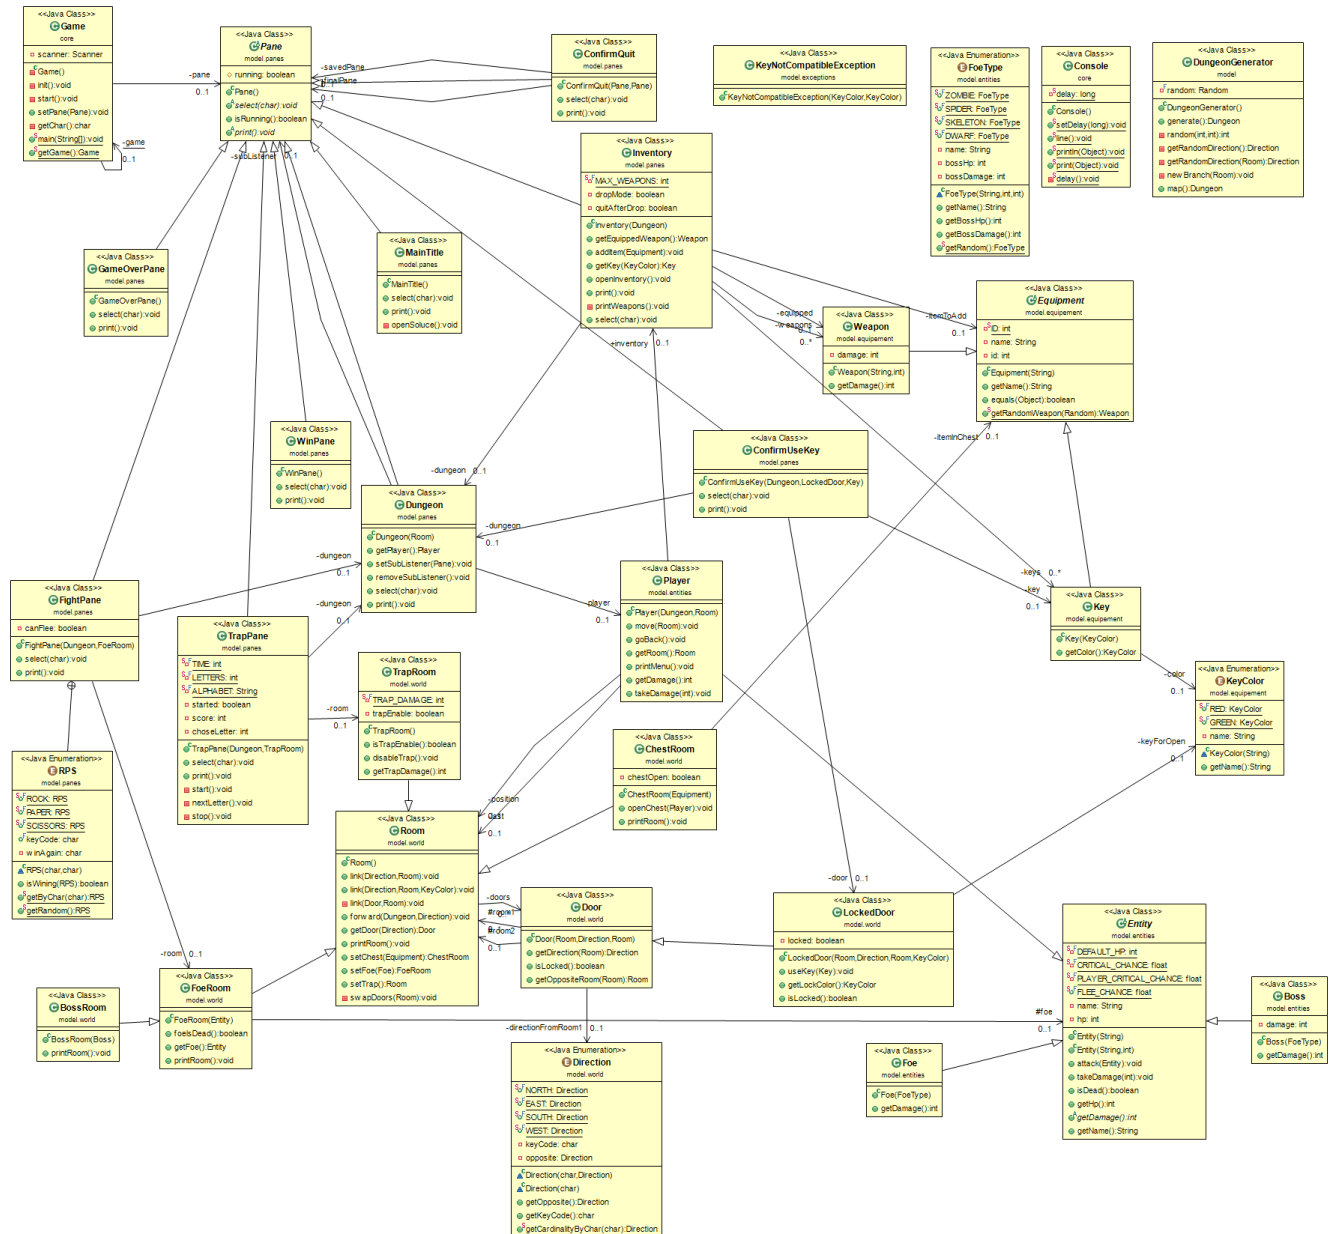 <<Java Class>>
Game
core
scanner: Scanner
Game()
init():void
start():void
setPane(Pane):void
getChar():char
main(String[]):void
getGame():Game
-game
0..1
-pane
0..1
<<Java Class>>
Pane
model.panes
running: boolean
Pane()
select(char):void
isRunning():boolean
print():void
-savedPane
-finalPane
0..1
-subListener
0..1
<<Java Class>>
ConfirmQuit
model.panes
ConfirmQuit(Pane,Pane)
select(char):void
print():void
<<Java Class>>
KeyNotCompatibleException
model.exceptions
KeyNotCompatibleException(KeyColor,KeyColor)
<<Java Enumeration>>
FoeType
model.entities
ZOMBIE: FoeType
SPIDER: FoeType
SKELETON: FoeType
DWARF: FoeType
name: String
bossHp: int
bossDamage: int
FoeType(String,int,int)
getName():String
getBossHp():int
getBossDamage():int
getRandom():FoeType
<<Java Class>>
Console
core
delay: long
Console()
setDelay(long):void
line():void
println(Object):void
print(Object):void
delay():void
<<Java Class>>
DungeonGenerator
model
random: Random
DungeonGenerator()
generate():Dungeon
random(int,int):int
getRandomDirection():Direction
getRandomDirection(Room):Direction
newBranch(Room):void
map():Dungeon
<<Java Class>>
Inventory
model.panes
MAX_WEAPONS: int
dropMode: boolean
quitAfterDrop: boolean
Inventory(Dungeon)
getEquippedWeapon():Weapon
addItem(Equipment):void
getKey(KeyColor):Key
openInventory():void
print():void
printWeapons():void
select(char):void
<<Java Class>>
GameOverPane
model.panes
GameOverPane()
select(char):void
print():void
<<Java Class>>
MainTitle
model.panes
MainTitle()
select(char):void
print():void
openSoluce():void
-equipped
-weapons
0..1
0..*
<<Java Class>>
Weapon
model.equipement
damage: int
Weapon(String,int)
getDamage():int
-itemToAdd
0..1
<<Java Class>>
Equipment
model.equipement
ID: int
name: String
id: int
Equipment(String)
getName():String
equals(Object):boolean
getRandomWeapon(Random):Weapon
+inventory
0..1
-itemInChest
0..1
<<Java Class>>
WinPane
model.panes
WinPane()
select(char):void
print():void
<<Java Class>>
ConfirmUseKey
model.panes
ConfirmUseKey(Dungeon,LockedDoor,Key)
select(char):void
print():void
-dungeon
0..1
<<Java Class>>
Dungeon
model.panes
Dungeon(Room)
getPlayer():Player
setSubListener(Pane):void
removeSubListener():void
select(char):void
print():void
-dungeon
0..1
-dungeon
0..1
-dungeon
0..1
<<Java Class>>
FightPane
model.panes
canFlee: boolean
FightPane(Dungeon,FoeRoom)
select(char):void
print():void
<<Java Class>>
TrapPane
model.panes
TIME: int
LETTERS: int
ALPHABET: String
started: boolean
score: int
choseLetter: int
TrapPane(Dungeon,TrapRoom)
select(char):void
print():void
start():void
nextLetter():void
stop():void
-player
0..1
<<Java Class>>
Player
model.entities
Player(Dungeon,Room)
move(Room):void
goBack():void
getRoom():Room
printMenu():void
getDamage():int
takeDamage(int):void
-keys
0..*
-key
0..1
<<Java Class>>
Key
model.equipement
Key(KeyColor)
getColor():KeyColor
-color
0..1
<<Java Enumeration>>
KeyColor
model.equipement
RED: KeyColor
GREEN: KeyColor
name: String
KeyColor(String)
getName():String
-room
0..1
<<Java Class>>
TrapRoom
model.world
TRAP_DAMAGE: int
trapEnable: boolean
TrapRoom()
isTrapEnable():boolean
disableTrap():void
getTrapDamage():int
<<Java Class>>
ChestRoom
model.world
chestOpen: boolean
ChestRoom(Equipment)
openChest(Player):void
printRoom():void
-keyForOpen
0..1
<<Java Enumeration>>
RPS
model.panes
ROCK: RPS
PAPER: RPS
SCISSORS: RPS
keyCode: char
winAgain: char
RPS(char,char)
isWining(RPS):boolean
getByChar(char):RPS
getRandom():RPS
-position
0..1
<<Java Class>>
Room
model.world
Room()
link(Direction,Room):void
link(Direction,Room,KeyColor):void
link(Door,Room):void
forward(Dungeon,Direction):void
getDoor(Direction):Door
printRoom():void
setChest(Equipment):ChestRoom
setFoe(Foe):FoeRoom
setTrap():Room
swapDoors(Room):void
-doors
#room1
#room2
0..1
<<Java Class>>
Door
model.world
Door(Room,Direction,Room)
getDirection(Room):Direction
isLocked():boolean
getOppositeRoom(Room):Room
-door
0..1
<<Java Class>>
LockedDoor
model.world
locked: boolean
LockedDoor(Room,Direction,Room,KeyColor)
useKey(Key):void
getLockColor():KeyColor
isLocked():boolean
<<Java Class>>
Entity
model.entities
DEFAULT_HP: int
CRITICAL_CHANCE: float
PLAYER_CRITICAL_CHANCE: float
FLEE_CHANCE: float
name: String
hp: int
Entity(String)
Entity(String,int)
attack(Entity):void
takeDamage(int):void
isDead():boolean
getHp():int
getDamage():int
getName():String
-room
0..1
<<Java Class>>
FoeRoom
model.world
FoeRoom(Entity)
foeIsDead():boolean
getFoe():Entity
printRoom():void
<<Java Class>>
BossRoom
model.world
BossRoom(Boss)
printRoom():void
#foe
0..1
<<Java Class>>
Boss
model.entities
damage: int
Boss(FoeType)
getDamage():int
-directionFromRoom1
0..1
<<Java Enumeration>>
Direction
model.world
NORTH: Direction
EAST: Direction
SOUTH: Direction
WEST: Direction
keyCode: char
opposite: Direction
Direction(char,Direction)
Direction(char)
getOpposite():Direction
getKeyCode():char
getCardinalityByChar(char):Direction
<<Java Class>>
Foe
model.entities
Foe(FoeType)
getDamage():int